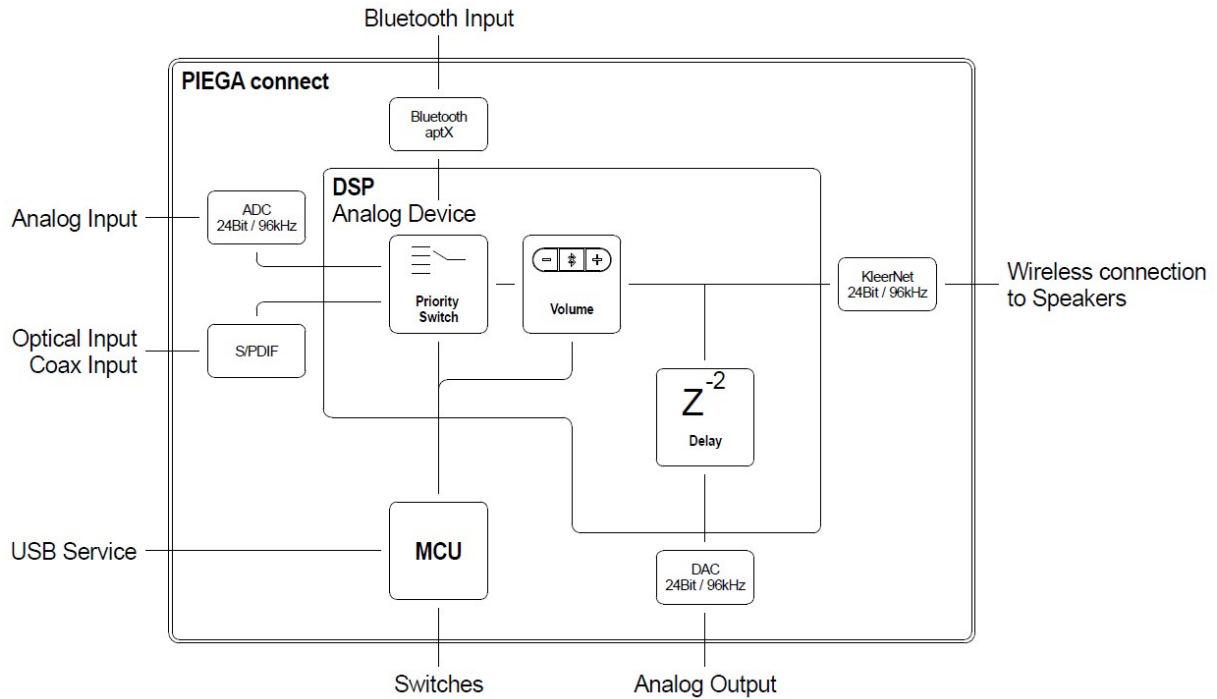 Bluetooth Input
PIEGA connect
Bluetooth
aptX
DSP
Analog Device
Analog Input
ADC
24Bit / 96kHz
Priority
Switch
Volume
KleerNet
24Bit / 96kHz
Wireless connection
to Speakers
Optical Input
Coax Input
S/PDIF
Z-2
Delay
USB Service
MCU
DAC
24Bit / 96kHz
Switches
Analog Output